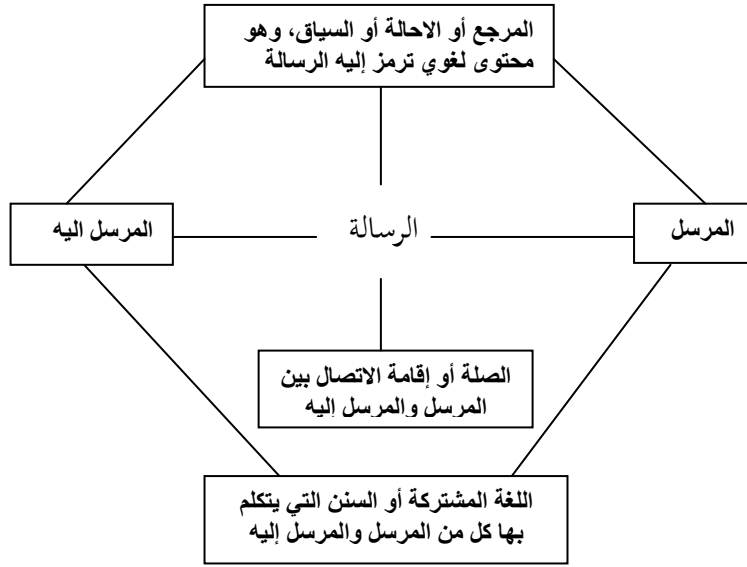 المرجع أو الاحالة أو السياق، وهو
محتوى لغوي ترمز إليه الرسالة
المرسل
الرسالة
المرسل اليه
الصلة أو إقامة الاتصال بين
المرسل والمرسل إليه
اللغة المشتركة أو السنن التي يتكلم
بها كل من المرسل والمرسل إليه